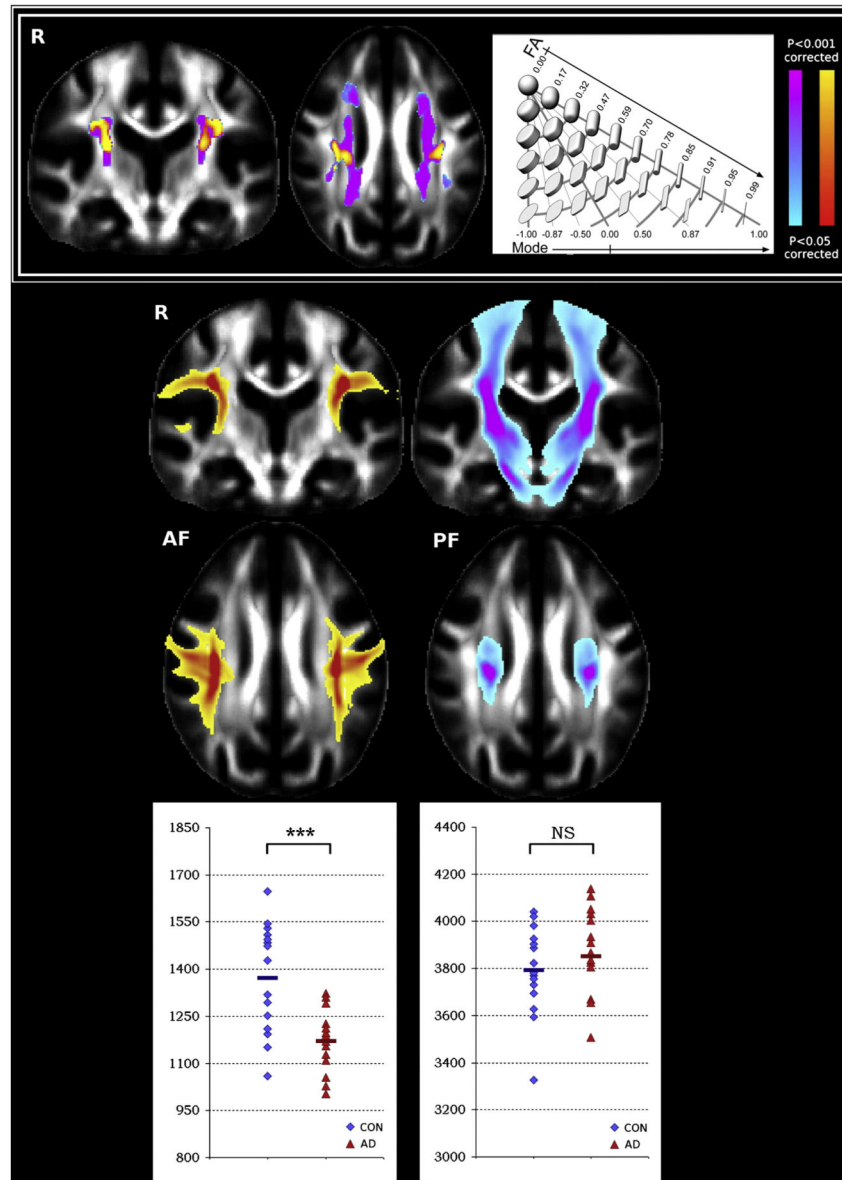 R
FA
0.00
0.17
0.32
0.47
0.59
0.70
0.78
0.85
0.91
0.95
0.99
-1.00 -0.87 -0.50 0.00 0.50 0.87 1.00
Mode
P<0.001
corrected
P<0.05
corrected
R
AF
PF
1850
1700
1550
1400
1250
1100
950
800
***
CON
AD
4400
4200
4000
3800
3600
3400
3200
3000
NS
CON
AD